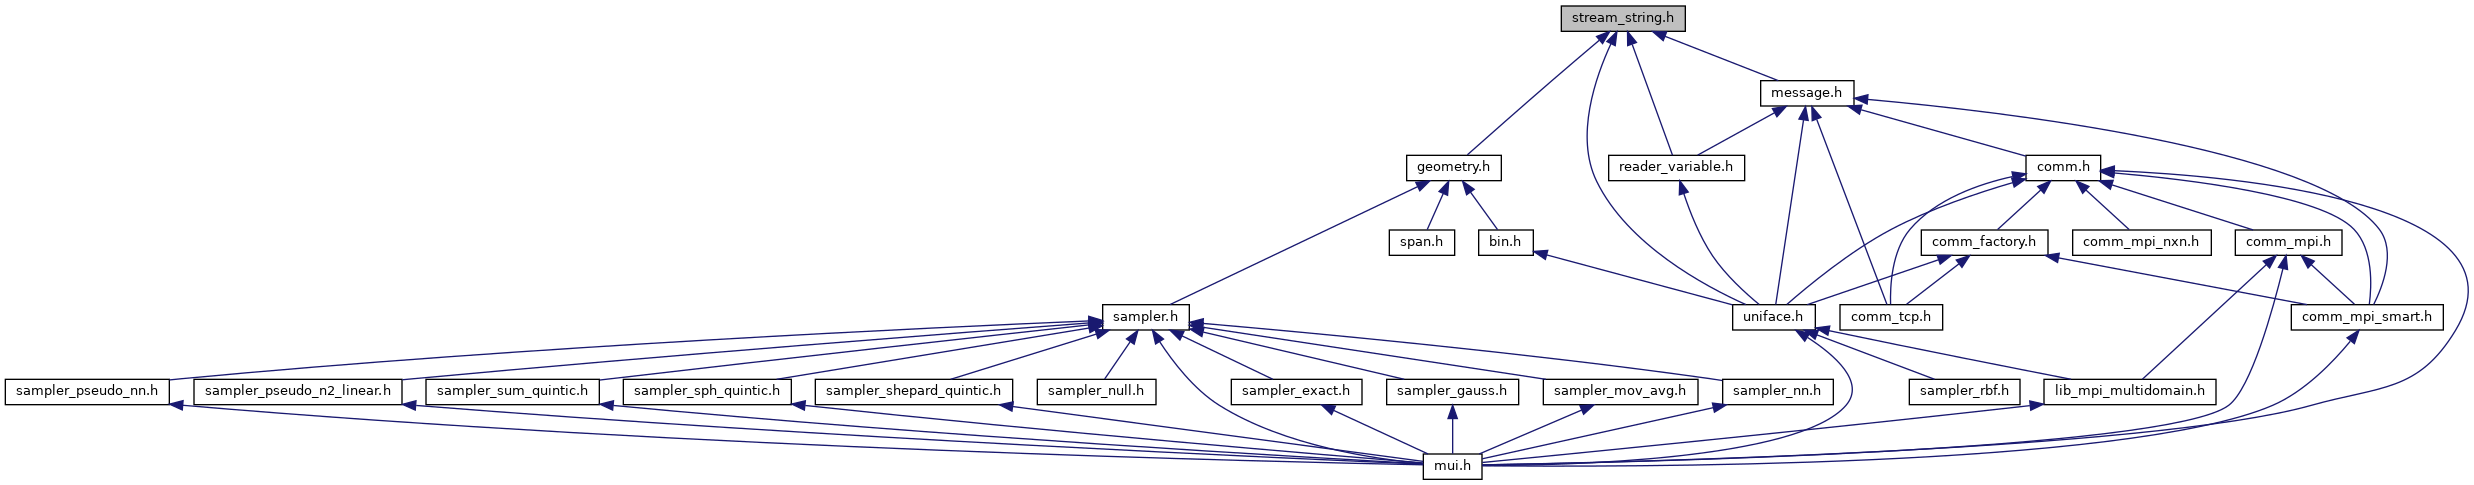 stream_string.h
message.h
geometry.h
reader_variable.h
comm.h
span.h
bin.h
comm_factory.h
comm_mpi_nxn.h
comm_mpi.h
sampler.h
uniface.h
comm_tcp.h
comm_mpi_smart.h
sampler_pseudo_nn.h
sampler_pseudo_n2_linear.h
sampler_sum_quintic.h
sampler_sph_quintic.h
sampler_shepard_quintic.h
sampler_null.h
sampler_exact.h
sampler_gauss.h
sampler_mov_avg.h
sampler_nn.h
sampler_rbf.h
lib_mpi_multidomain.h
mui.h